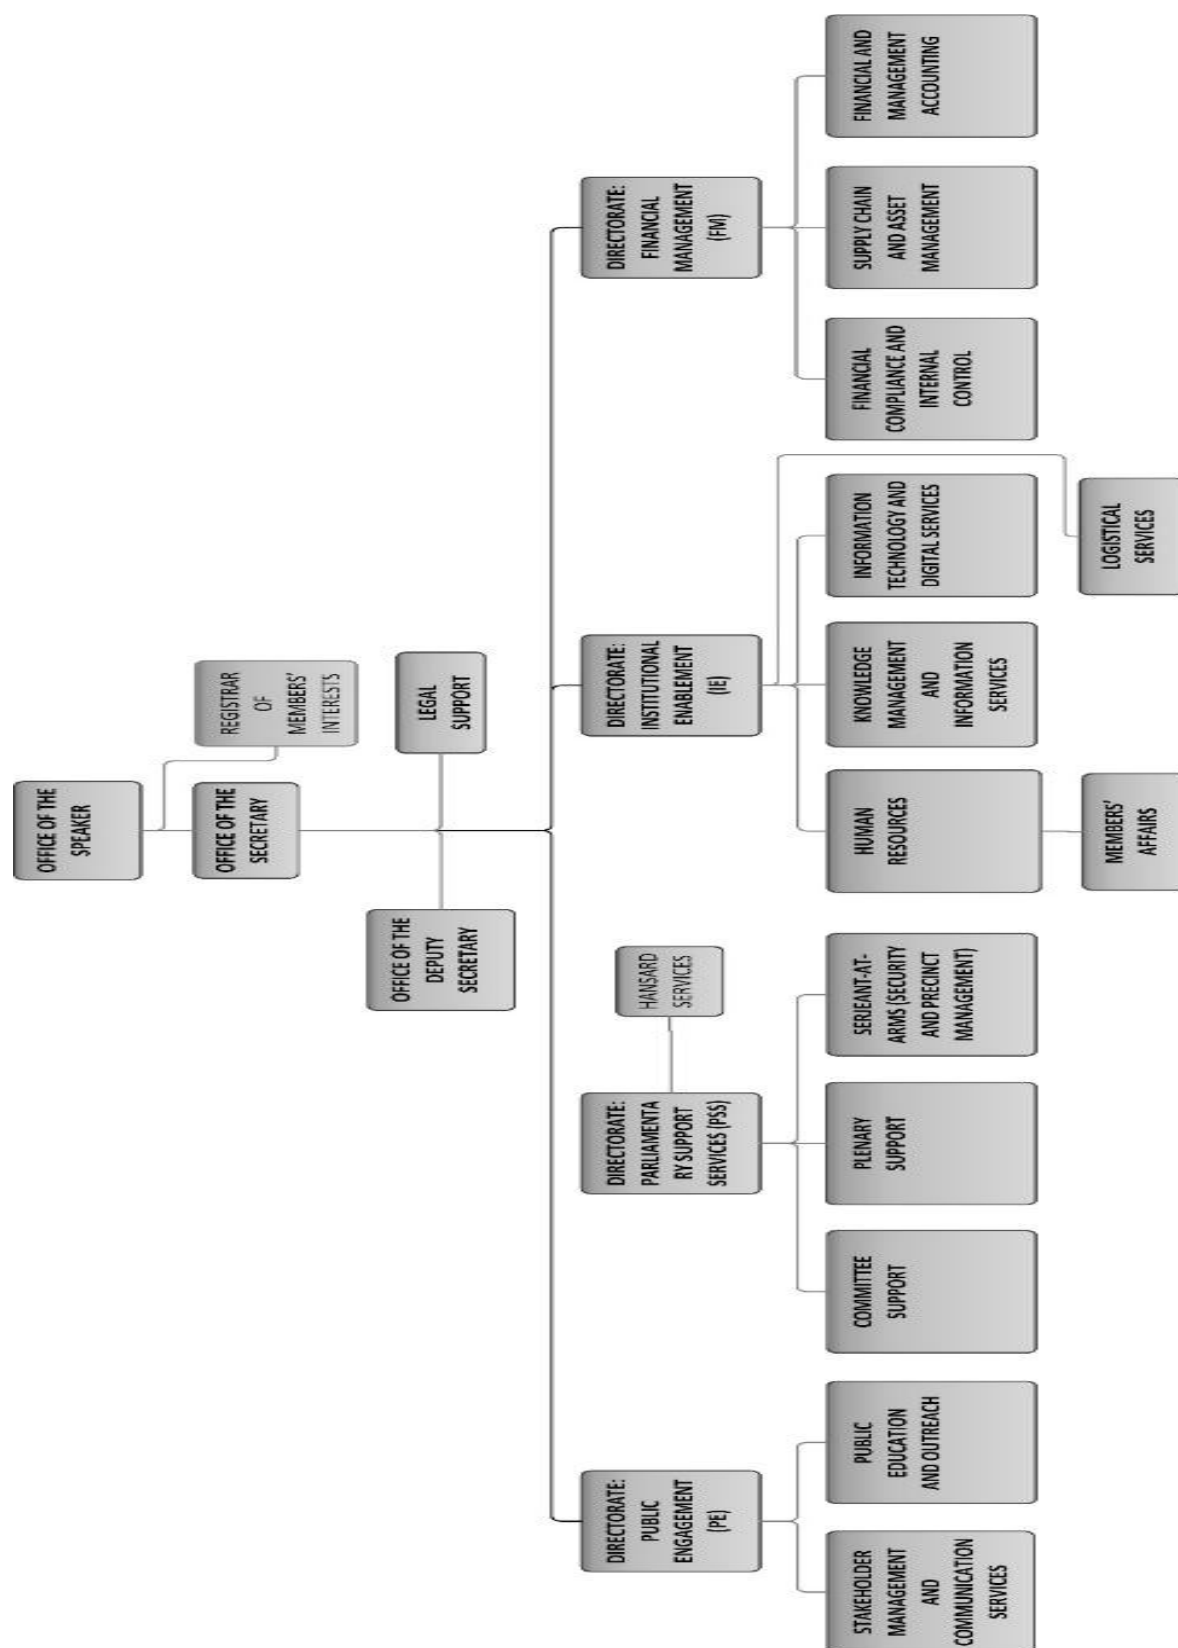 OFFICE OF THE
SPEAKER
REGISTRAR
OF
MEMBERS'
INTERESTS
OFFICE OF THE
SECRETARY
OFFICE OF THE
DEPUTY
SECRETARY
LEGAL
SUPPORT
DIRECTORATE:
PUBLIC
ENGAGEMENT
(PE)
DIRECTORATE:
PARLIAMENTA
RY SUPPORT
SERVICES (PSS)
HANSARD
SERVICES
DIRECTORATE:
INSTITUTIONAL
ENABLEMENT
(IE)
DIRECTORATE:
FINANCIAL
MANAGEMENT
(FM)
STAKEHOLDER
MANAGEMENT
AND
COMMUNICATION
SERVICES
PUBLIC
EDUCATION
AND OUTREACH
COMMITTEE
SUPPORT
PLENARY
SUPPORT
SERJEANT-AT-
ARMS (SECURITY
AND PRECINCT
MANAGEMENT)
HUMAN
RESOURCES
KNOWLEDGE
MANAGEMENT
AND
INFORMATION
SERVICES
INFORMATION
TECHNOLOGY AND
DIGITAL SERVICES
FINANCIAL
COMPLIANCE AND
INTERNAL
CONTROL
SUPPLY CHAIN
AND ASSET
MANAGEMENT
FINANCIAL AND
MANAGEMENT
ACCOUNTING
MEMBERS'
AFFAIRS
LOGISTICAL
SERVICES